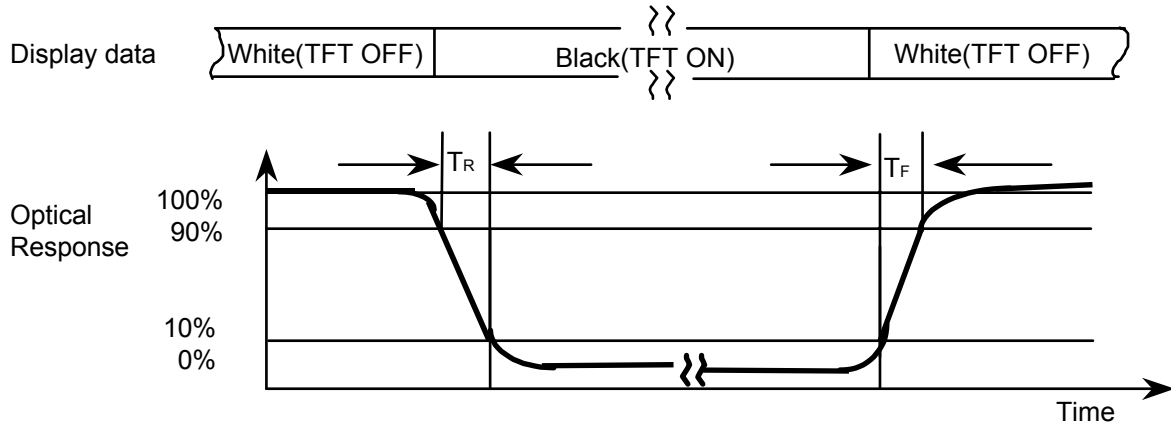 Display data
White(TFT OFF) Black(TFT ON) White(TFT OFF)
TR TF
100%
Optical
Response
90%
10%
0%
Time